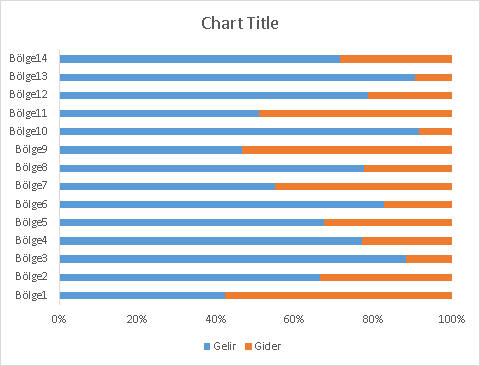 Chart Title
Bölge14
Bölge13
Bölge12
Bölge11
Bölge10
Bölge9
Bölge8
Bölge7
Bölge6
Bölge5
Bölge4
Bölge3
Bölge2
Bölge1
0% 20% 40% 60% 80% 100%
Gelir Gider